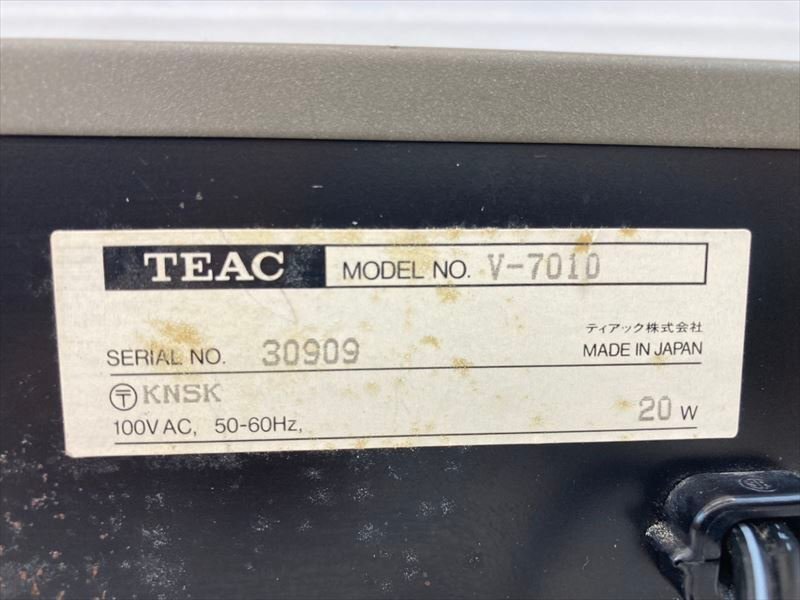 TEAC MODEL NO. V-7010
ティアック株式会社
SERIAL NO. 30909 MADE IN JAPAN
〒 KNSK
100V AC, 50-60Hz, 20 W